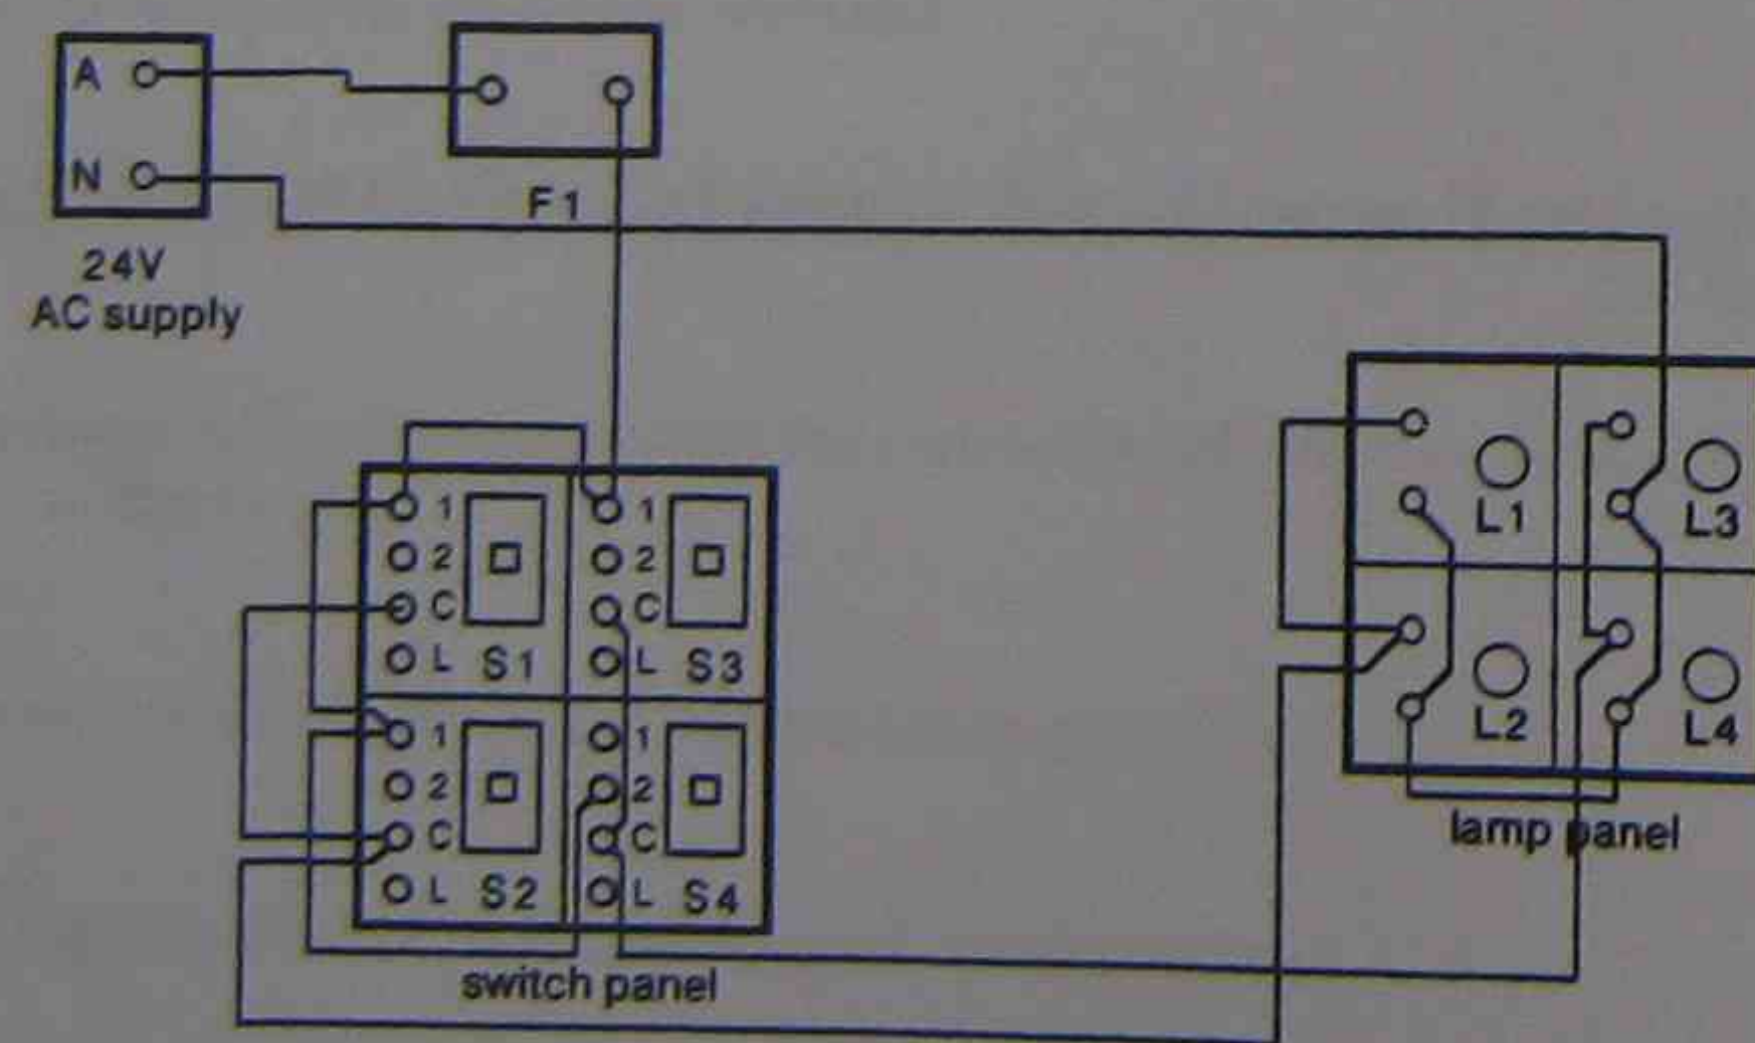 A
N
F1
24V
AC supply
1
2
C
L S1
1
2
C
L S3
1
2
C
L S2
1
2
C
L S4
switch panel
L1
L3
L2
L4
lamp panel